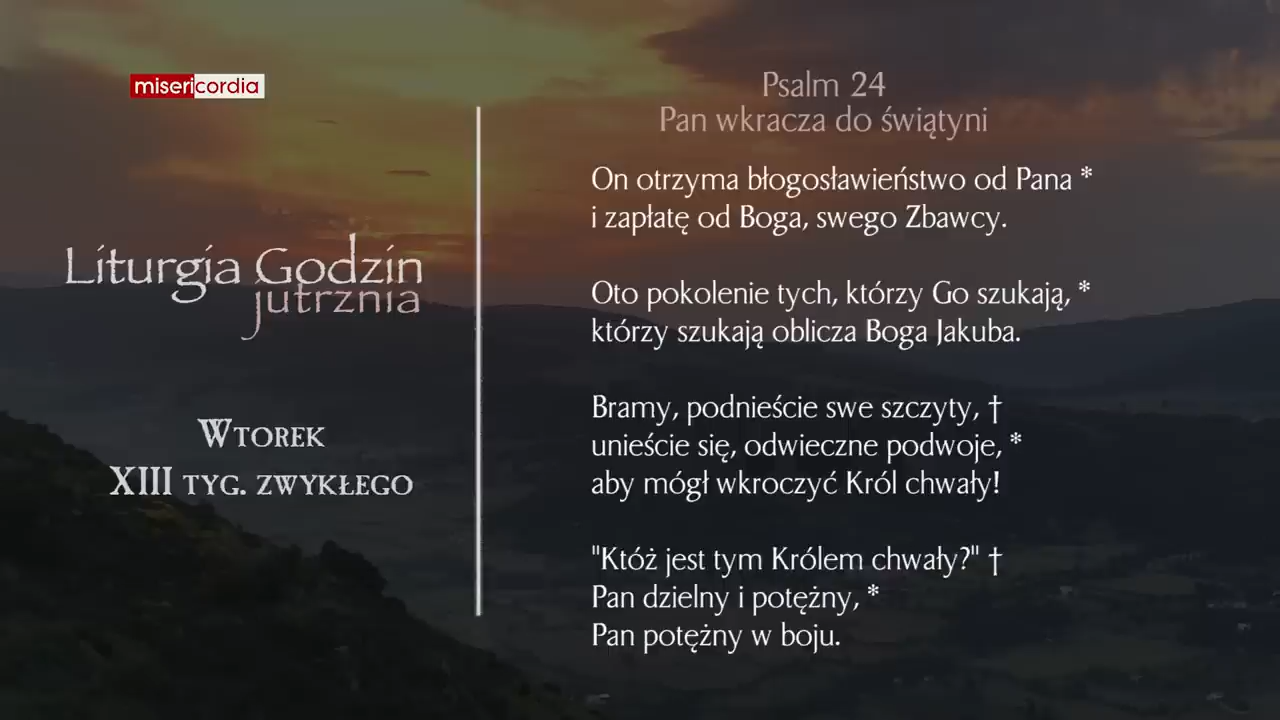 misericordia
Liturgia Godzin
jutrznia
Wtorek
XIII tyg. zwykłego
Psalm 24
Pan wkracza do świątyni
On otrzyma błogosławieństwo od Pana *
i zapłatę od Boga, swego Zbawcy.
Oto pokolenie tych, którzy Go szukają, *
którzy szukają oblicza Boga Jakuba.
Bramy, podnieście swe szczyty, †
unieście się, odwieczne podwoje, *
aby mógł wkroczyć Król chwały!
"Któż jest tym Królem chwały?" †
Pan dzielny i potężny, *
Pan potężny w boju.